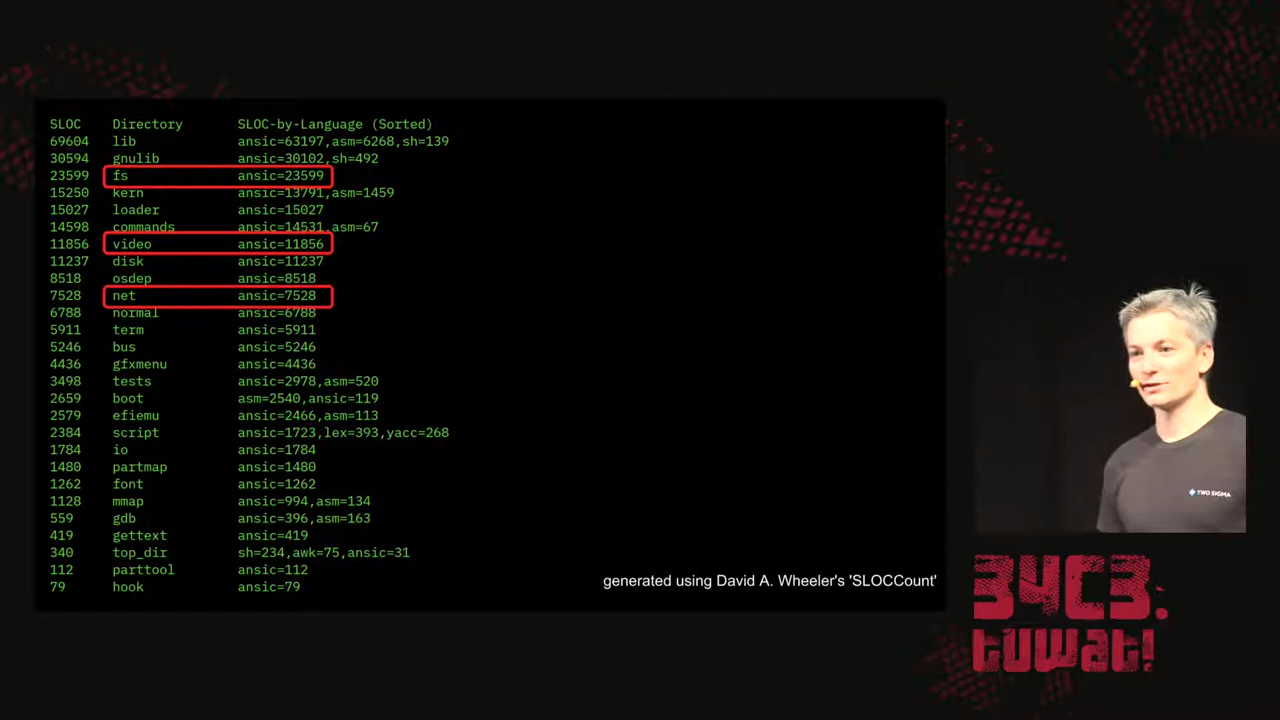 SLOC Directory SLOC-by-Language (Sorted)
69604 lib ansic=63197,asm=6268,sh=139
30594 gnulib ansic=30102,sh=492
23599 fs ansic=23599
15250 kern ansic=13791,asm=1459
15027 loader ansic=15027
14598 commands ansic=14531,asm=67
11856 video ansic=11856
11237 disk ansic=11237
8518 osdep ansic=8518
7528 net ansic=7528
6788 normal ansic=6788
5911 term ansic=5911
5246 bus ansic=5246
4436 gfxmenu ansic=4436
3498 tests ansic=2978,asm=520
2659 boot asm=2540,ansic=119
2579 efiemu ansic=2466,asm=113
2384 script ansic=1723,lex=393,yacc=268
1784 io ansic=1784
1480 partmap ansic=1480
1262 font ansic=1262
1128 mmap ansic=994,asm=134
559 gdb ansic=396,asm=163
419 gettext ansic=419
340 top_dir sh=234,awk=75,ansic=31
112 parttool ansic=112
79 hook ansic=79
generated using David A. Wheeler's 'SLOCCount'
TWO SIGMA
34C3.
tuwat!